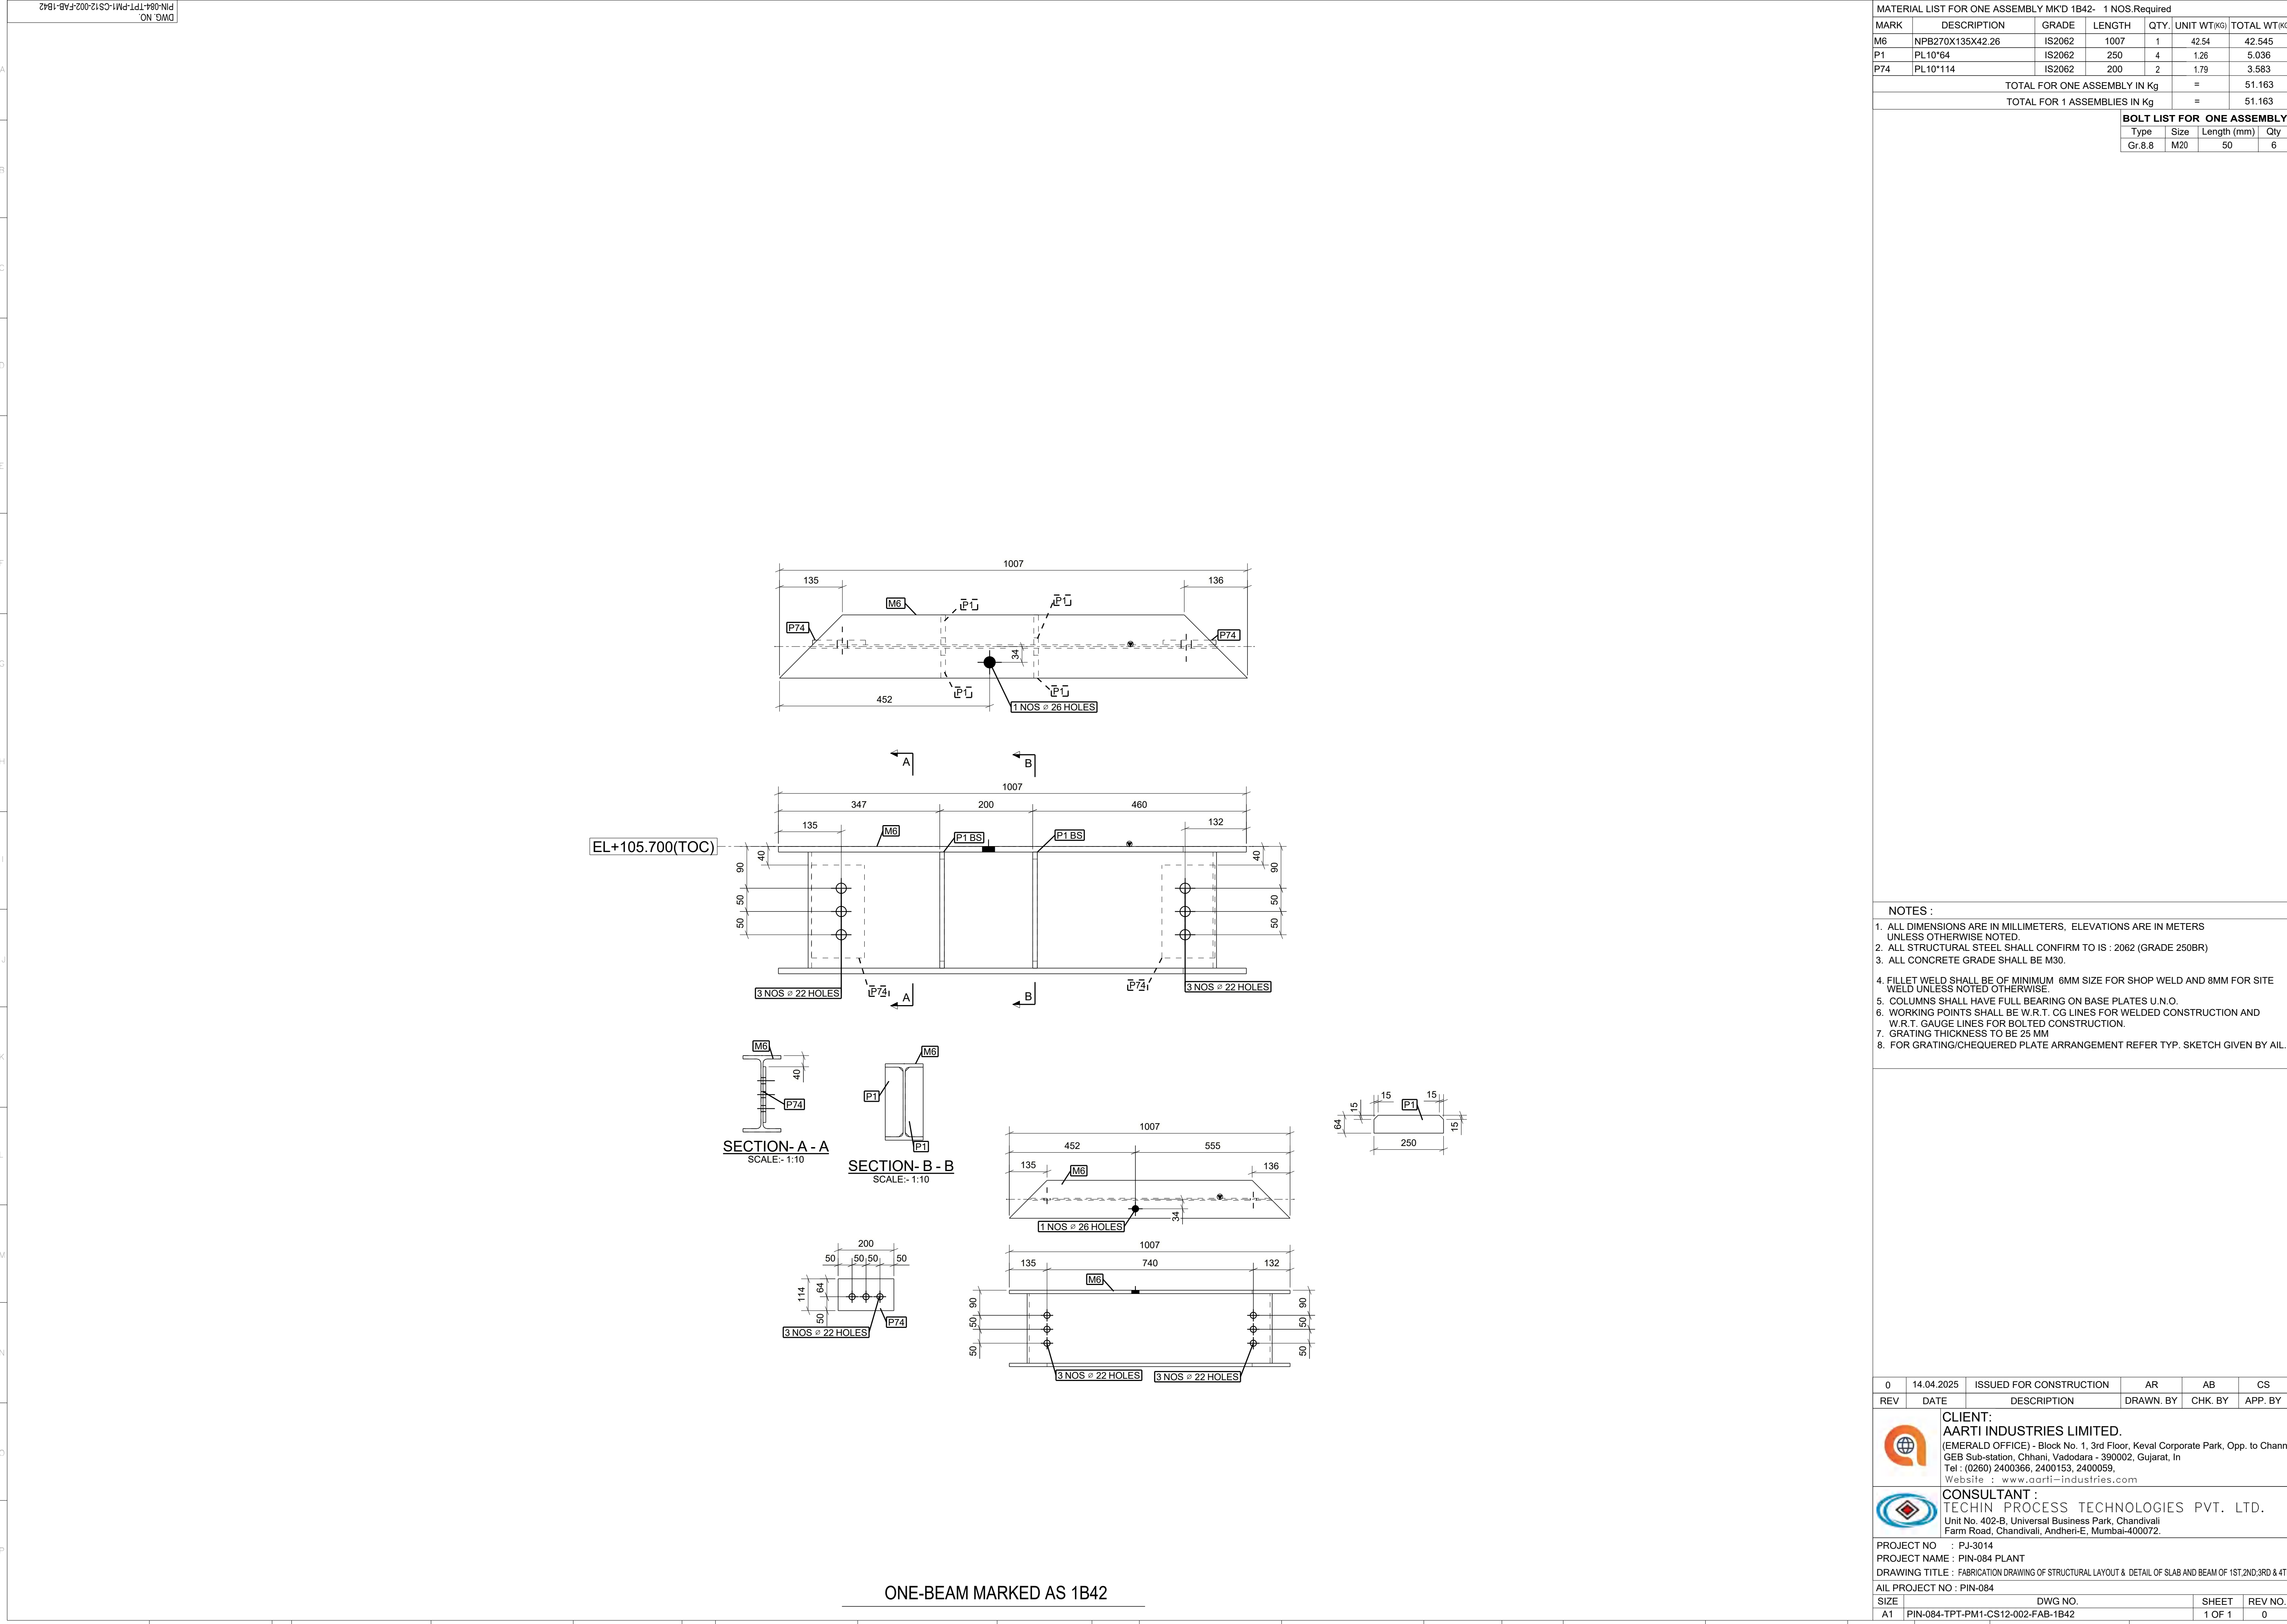 PIN-084-TPT-PM1-CS12-002-FAB-1B42
DWG. NO.
MATERIAL LIST FOR ONE ASSEMBLY MK'D 1B42- 1 NOS.Required
MARK DESCRIPTION GRADE LENGTH QTY. UNIT WT(KG) TOTAL WT
M6 NPB270X135X42.26 IS2062 1007 1 42.54 42.545
P1 PL10*64 IS2062 250 4 1.26 5.036
P74 PL10*114 IS2062 200 2 1.79 3.583
TOTAL FOR ONE ASSEMBLY IN Kg = 51.163
TOTAL FOR 1 ASSEMBLIES IN Kg = 51.163
BOLT LIST FOR ONE ASSEMBLY
Type Size Length (mm) Qty
Gr.8.8 M20 50 6
A
B
C
D
E
F
G
H
I
J
K
L
M
N
O
P
1007
135 136
M6 P1 P1
P74 P74
34
P1 P1
452
1 NOS ⌀ 26 HOLES
A B
1007
347 200 460
135 132
M6 P1 BS P1 BS
EL+105.700(TOC)
40 40
90 90
50 50
50 50
3 NOS ⌀ 22 HOLES P74 A B P74 3 NOS ⌀ 22 HOLES
M6
40
P74
SECTION- A - A
SCALE:- 1:10
M6
P1
P1
SECTION- B - B
SCALE:- 1:10
15 15
15 P1
64 15
250
1007
452 555
135 136
M6
34
1 NOS ⌀ 26 HOLES
200
50 50 50 50
114 64
50
P74
3 NOS ⌀ 22 HOLES
1007
135 740 132
M6
90 90
50 50
50 50
3 NOS ⌀ 22 HOLES 3 NOS ⌀ 22 HOLES
ONE-BEAM MARKED AS 1B42
NOTES :
1. ALL DIMENSIONS ARE IN MILLIMETERS, ELEVATIONS ARE IN METERS
UNLESS OTHERWISE NOTED.
2. ALL STRUCTURAL STEEL SHALL CONFIRM TO IS : 2062 (GRADE 250BR)
3. ALL CONCRETE GRADE SHALL BE M30.
4. FILLET WELD SHALL BE OF MINIMUM 6MM SIZE FOR SHOP WELD AND 8MM FOR SITE
WELD UNLESS NOTED OTHERWISE.
5. COLUMNS SHALL HAVE FULL BEARING ON BASE PLATES U.N.O.
6. WORKING POINTS SHALL BE W.R.T. CG LINES FOR WELDED CONSTRUCTION AND
W.R.T. GAUGE LINES FOR BOLTED CONSTRUCTION.
7. GRATING THICKNESS TO BE 25 MM
8. FOR GRATING/CHEQUERED PLATE ARRANGEMENT REFER TYP. SKETCH GIVEN BY AIL.
0 14.04.2025 ISSUED FOR CONSTRUCTION AR AB CS
REV DATE DESCRIPTION DRAWN. BY CHK. BY APP. BY
CLIENT:
AARTI INDUSTRIES LIMITED.
(EMERALD OFFICE) - Block No. 1, 3rd Floor, Keval Corporate Park, Opp. to Chann
GEB Sub-station, Chhani, Vadodara - 390002, Gujarat, In
Tel : (0260) 2400366, 2400153, 2400059,
Website : www.aarti-industries.com
CONSULTANT :
TECHIN PROCESS TECHNOLOGIES PVT. LTD.
Unit No. 402-B, Universal Business Park, Chandivali
Farm Road, Chandivali, Andheri-E, Mumbai-400072.
PROJECT NO : PJ-3014
PROJECT NAME : PIN-084 PLANT
DRAWING TITLE : FABRICATION DRAWING OF STRUCTURAL LAYOUT & DETAIL OF SLAB AND BEAM OF 1ST,2ND,3RD & 4T
AIL PROJECT NO : PIN-084
SIZE DWG NO. SHEET REV NO.
A1 PIN-084-TPT-PM1-CS12-002-FAB-1B42 1 OF 1 0